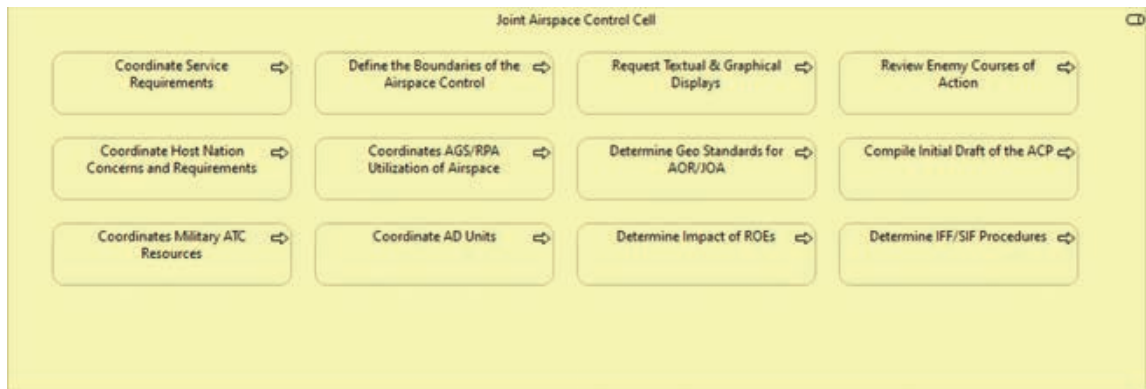 Joint Airspace Control Cell
Coordinate Service
Requirements
Define the Boundaries of the
Airspace Control
Request Textual & Graphical
Displays
Review Enemy Courses of
Action
Coordinate Host Nation
Concerns and Requirements
Coordinates AGS/RPA
Utilization of Airspace
Determine Geo Standards for
AOR/JOA
Compile Initial Draft of the ACP
Coordinates Military ATC
Resources
Coordinate AD Units
Determine Impact of ROEs
Determine IFF/SIF Procedures